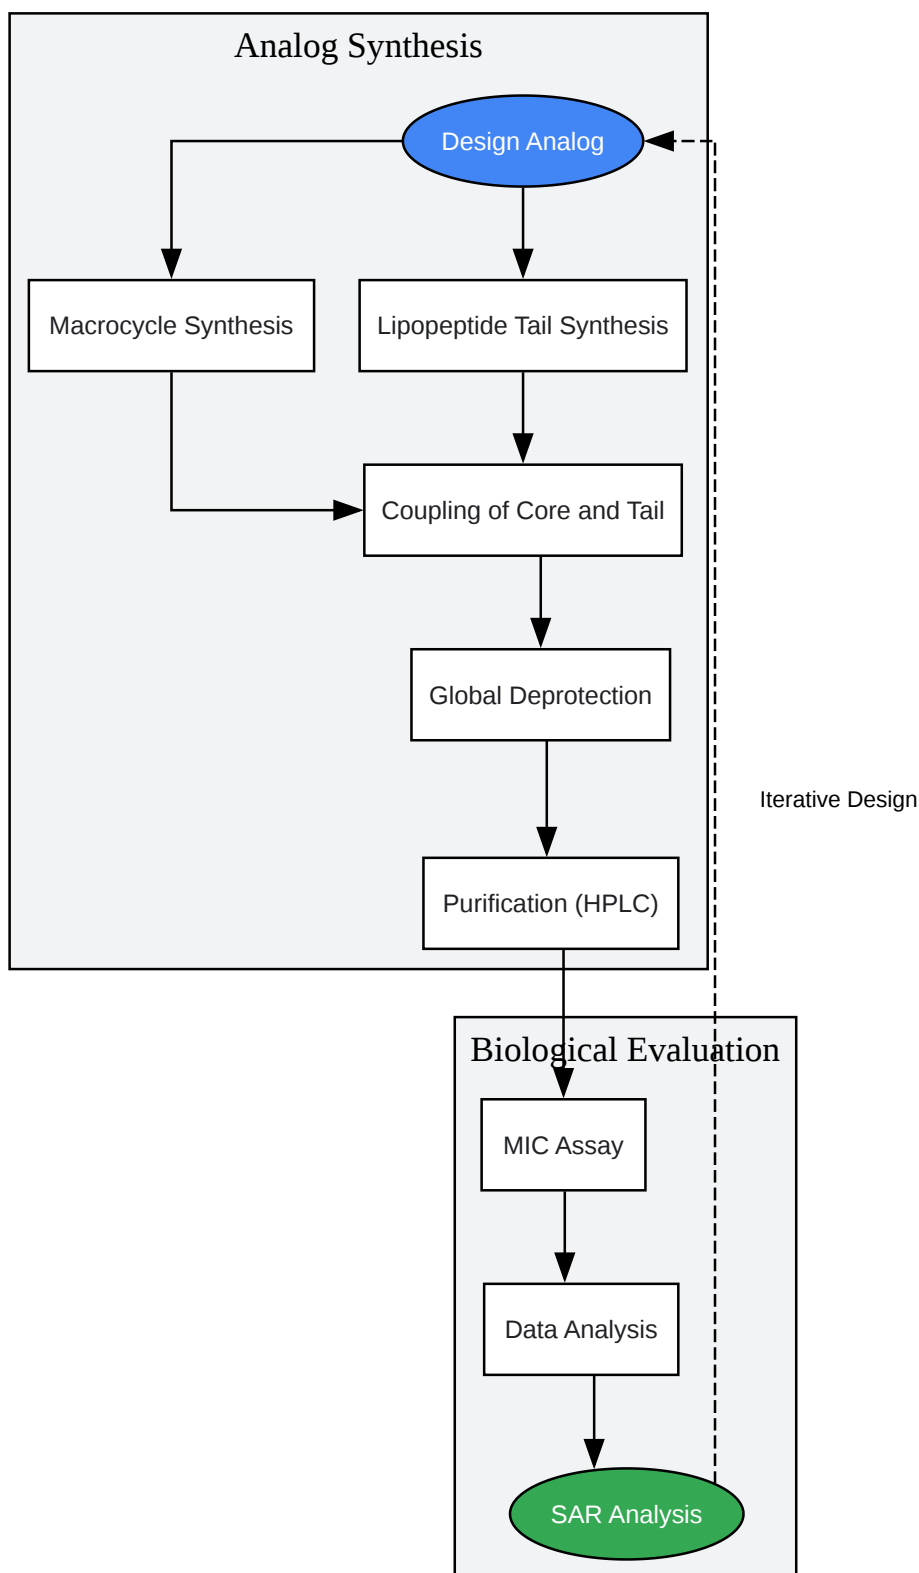 Analog Synthesis
Design Analog
Macrocycle Synthesis
Lipopeptide Tail Synthesis
Coupling of Core and Tail
Global Deprotection
Iterative Design
Purification (HPLC)
Biological Evaluation
MIC Assay
Data Analysis
SAR Analysis